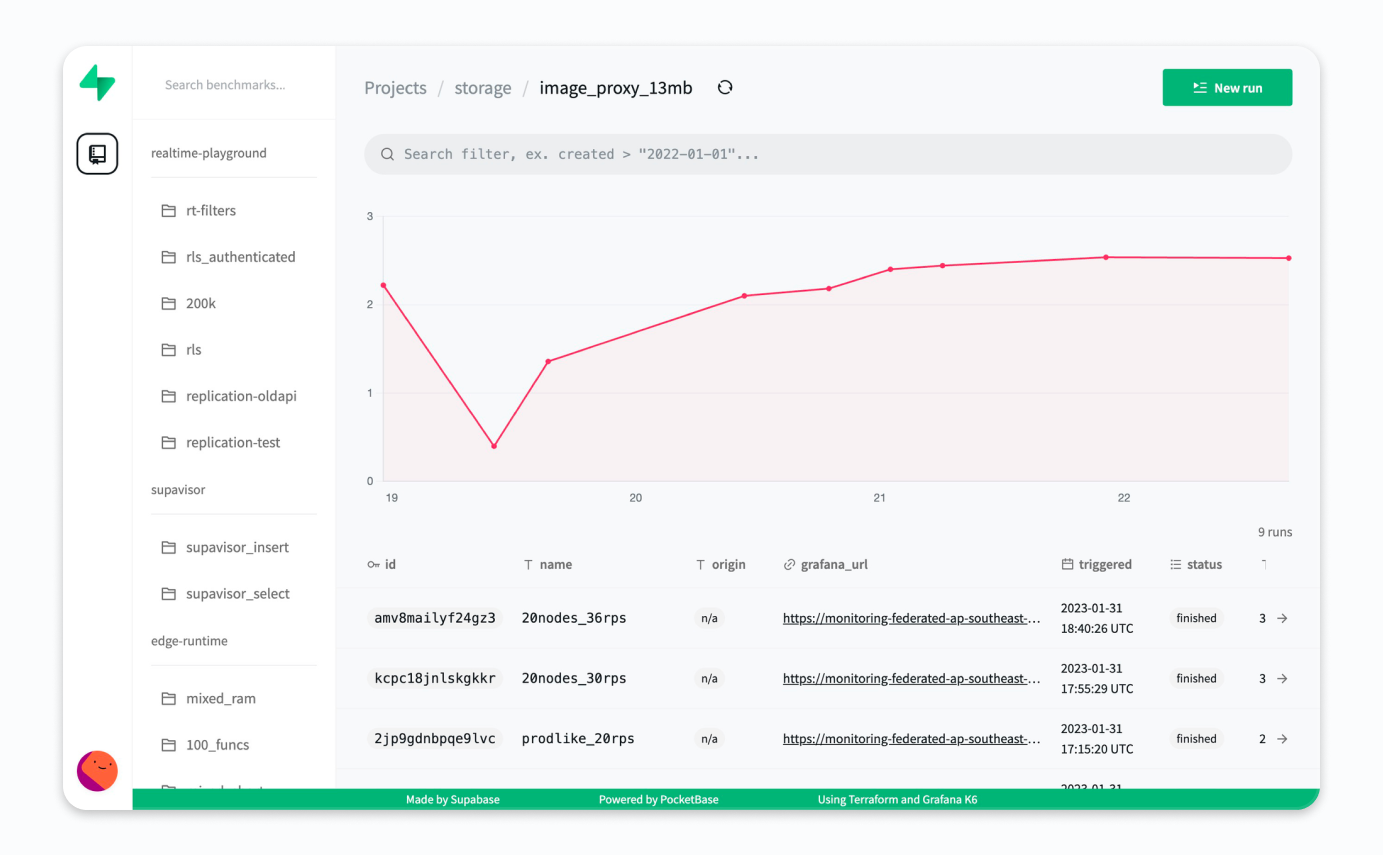 Search benchmarks...
realtime-playground
rt-filters
rls_authenticated
200k
rls
replication-oldapi
replication-test
supavisor
supavisor_insert
supavisor_select
edge-runtime
mixed_ram
100_funcs
Projects / storage / image_proxy_13mb
New run
Search filter, ex. created > "2022-01-01"...
3
2
1
0
19 20 21 22
9 runs
id name origin grafana_url triggered status
amv8mailyf24gz3 20nodes_36rps n/a https://monitoring-federated-ap-southeast-... 2023-01-31 finished 3
18:40:26 UTC
kcpc18jnlskgkkr 20nodes_30rps n/a https://monitoring-federated-ap-southeast-... 2023-01-31 finished 3
17:55:29 UTC
2jp9gdnbpqe9lvc prodlike_20rps n/a https://monitoring-federated-ap-southeast-... 2023-01-31 finished 2
17:15:20 UTC
2023-01-31
Made by Supabase Powered by PocketBase Using Terraform and Grafana K6